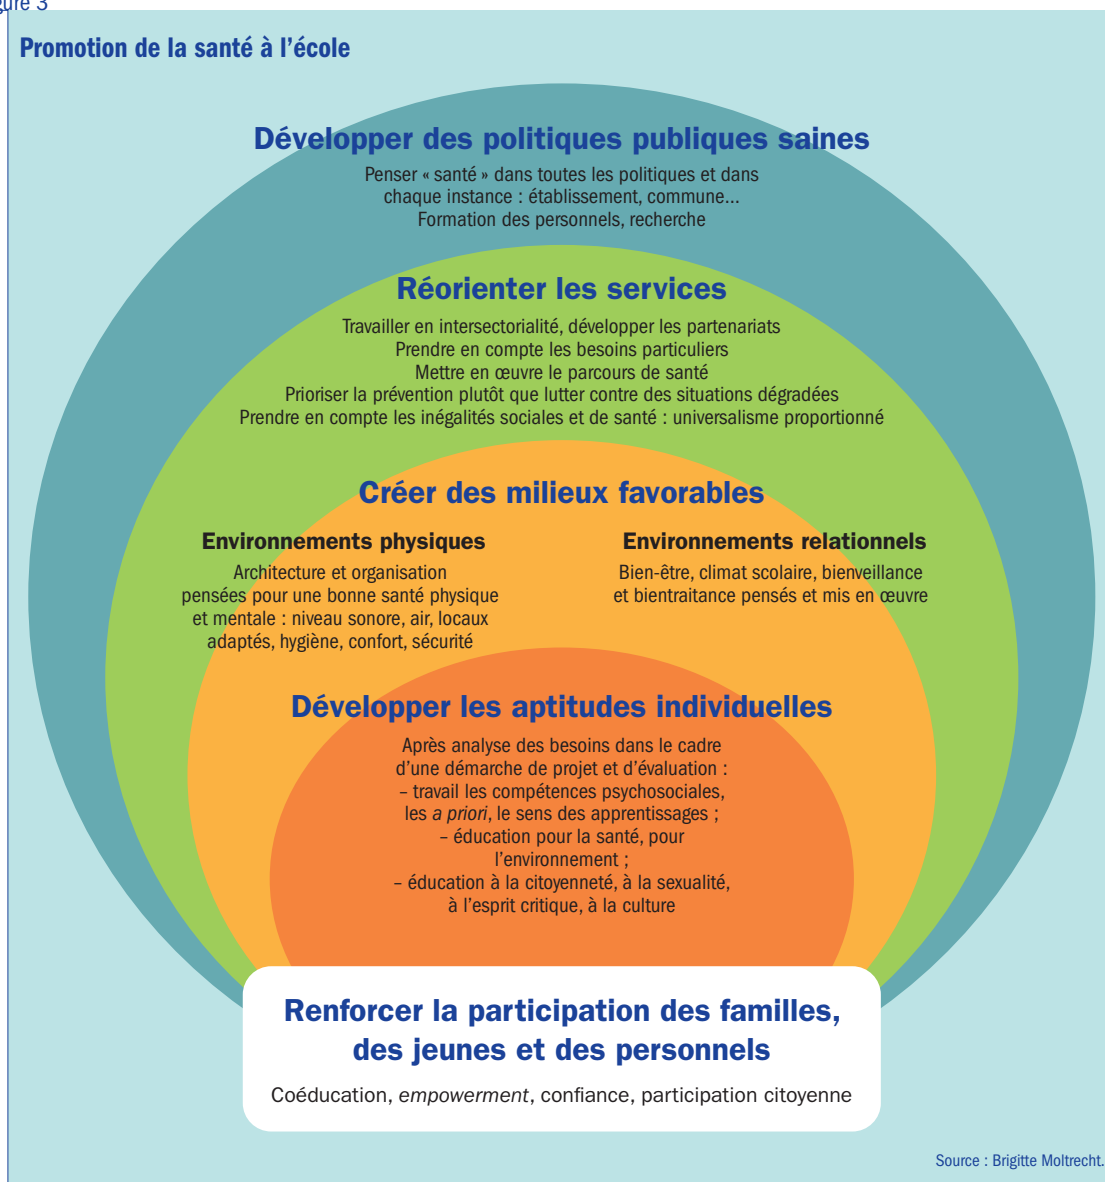 Figure 3
Promotion de la santé à l'école
Développer des politiques publiques saines
Penser « santé » dans toutes les politiques et dans
chaque instance : établissement, commune...
Formation des personnels, recherche
Réorienter les services
Travailler en intersectorialité, développer les partenariats
Prendre en compte les besoins particuliers
Mettre en œuvre le parcours de santé
Prioriser la prévention plutôt que lutter contre des situations dégradées
Prendre en compte les inégalités sociales et de santé : universalisme proportionné
Créer des milieux favorables
Environnements physiques
Architecture et organisation
pensées pour une bonne santé physique
et mentale : niveau sonore, air, locaux
adaptés, hygiène, confort, sécurité
Environnements relationnels
Bien-être, climat scolaire, bienveillance
et bientraitance pensés et mis en œuvre
Développer les aptitudes individuelles
Après analyse des besoins dans le cadre
d'une démarche de projet et d'évaluation :
– travail les compétences psychosociales,
les a priori, le sens des apprentissages ;
– éducation pour la santé, pour
l'environnement ;
– éducation à la citoyenneté, à la sexualité,
à l'esprit critique, à la culture
Renforcer la participation des familles,
des jeunes et des personnels
Coéducation, empowerment, confiance, participation citoyenne
Source : Brigitte Moltrecht.